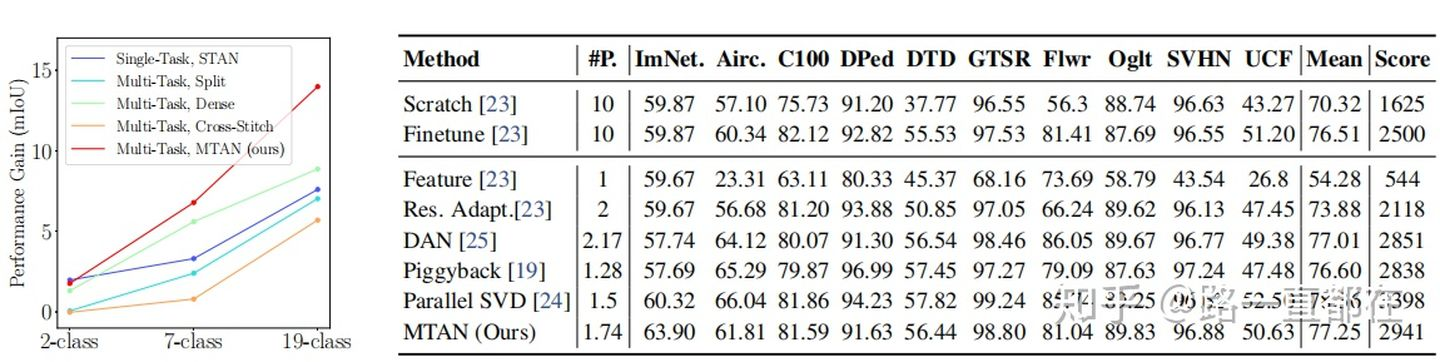 Performance Gain (mIoU)
15
10
5
0
2-class 7-class 19-class
Single-Task, STAN
Multi-Task, Split
Multi-Task, Dense
Multi-Task, Cross-Stitch
Multi-Task, MTAN (ours)
Method #P. ImNet. Airc. C100 DPed DTD GTSR Flwr Oglt SVHN UCF Mean Score
Scratch [23] 10 59.87 57.10 75.73 91.20 37.77 96.55 56.3 88.74 96.63 43.27 70.32 1625
Finetune [23] 10 59.87 60.34 82.12 92.82 55.53 97.53 81.41 87.69 96.55 51.20 76.51 2500
Feature [23] 1 59.67 23.31 63.11 80.33 45.37 68.16 73.69 58.79 43.54 26.8 54.28 544
Res. Adapt.[23] 2 59.67 56.68 81.20 93.88 50.85 97.05 66.24 89.62 96.13 47.45 73.88 2118
DAN [25] 2.17 57.74 64.12 80.07 91.30 56.54 98.46 86.05 89.67 96.77 49.38 77.01 2851
Piggyback [19] 1.28 57.69 65.29 79.87 96.99 57.45 97.27 79.09 87.63 97.24 47.48 76.60 2838
Parallel SVD [24] 1.5 60.32 66.04 81.86 94.23 57.82 99.24 52.50 3398
MTAN (Ours) 1.74 63.90 61.81 81.59 91.63 56.44 98.80 81.04 89.83 96.88 50.63 77.25 2941
知乎 @路一直都在